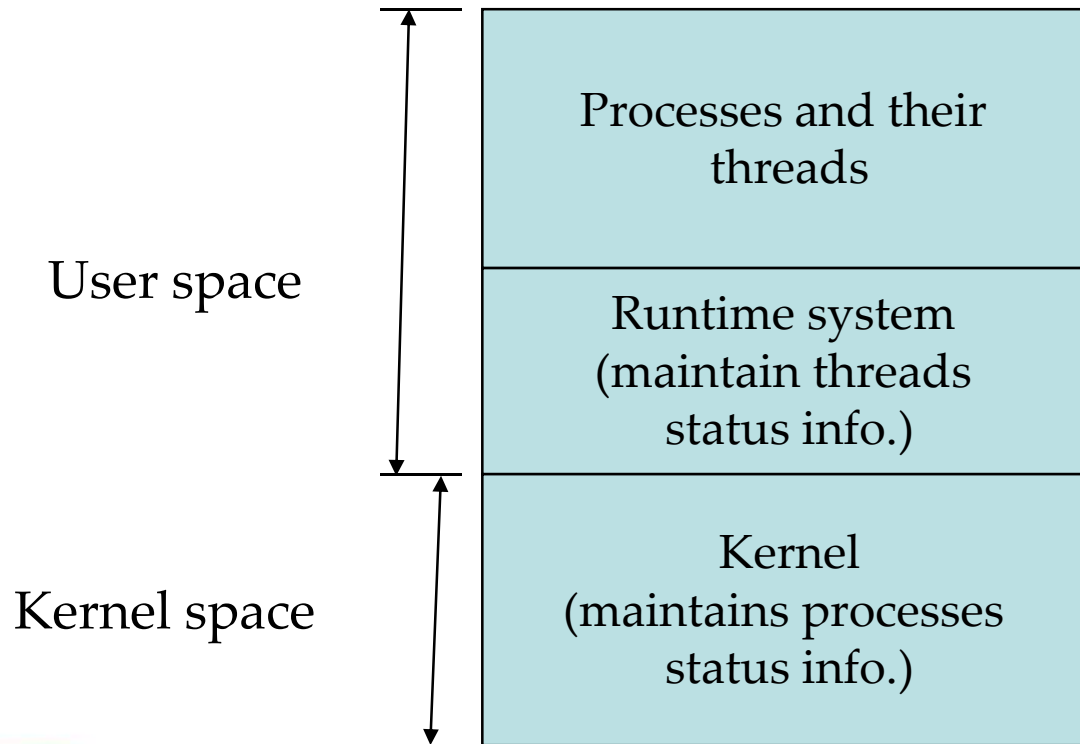 Processes and their
threads
User space
Runtime system
(maintain threads
status info.)
Kernel space
Kernel
(maintains processes
status info.)